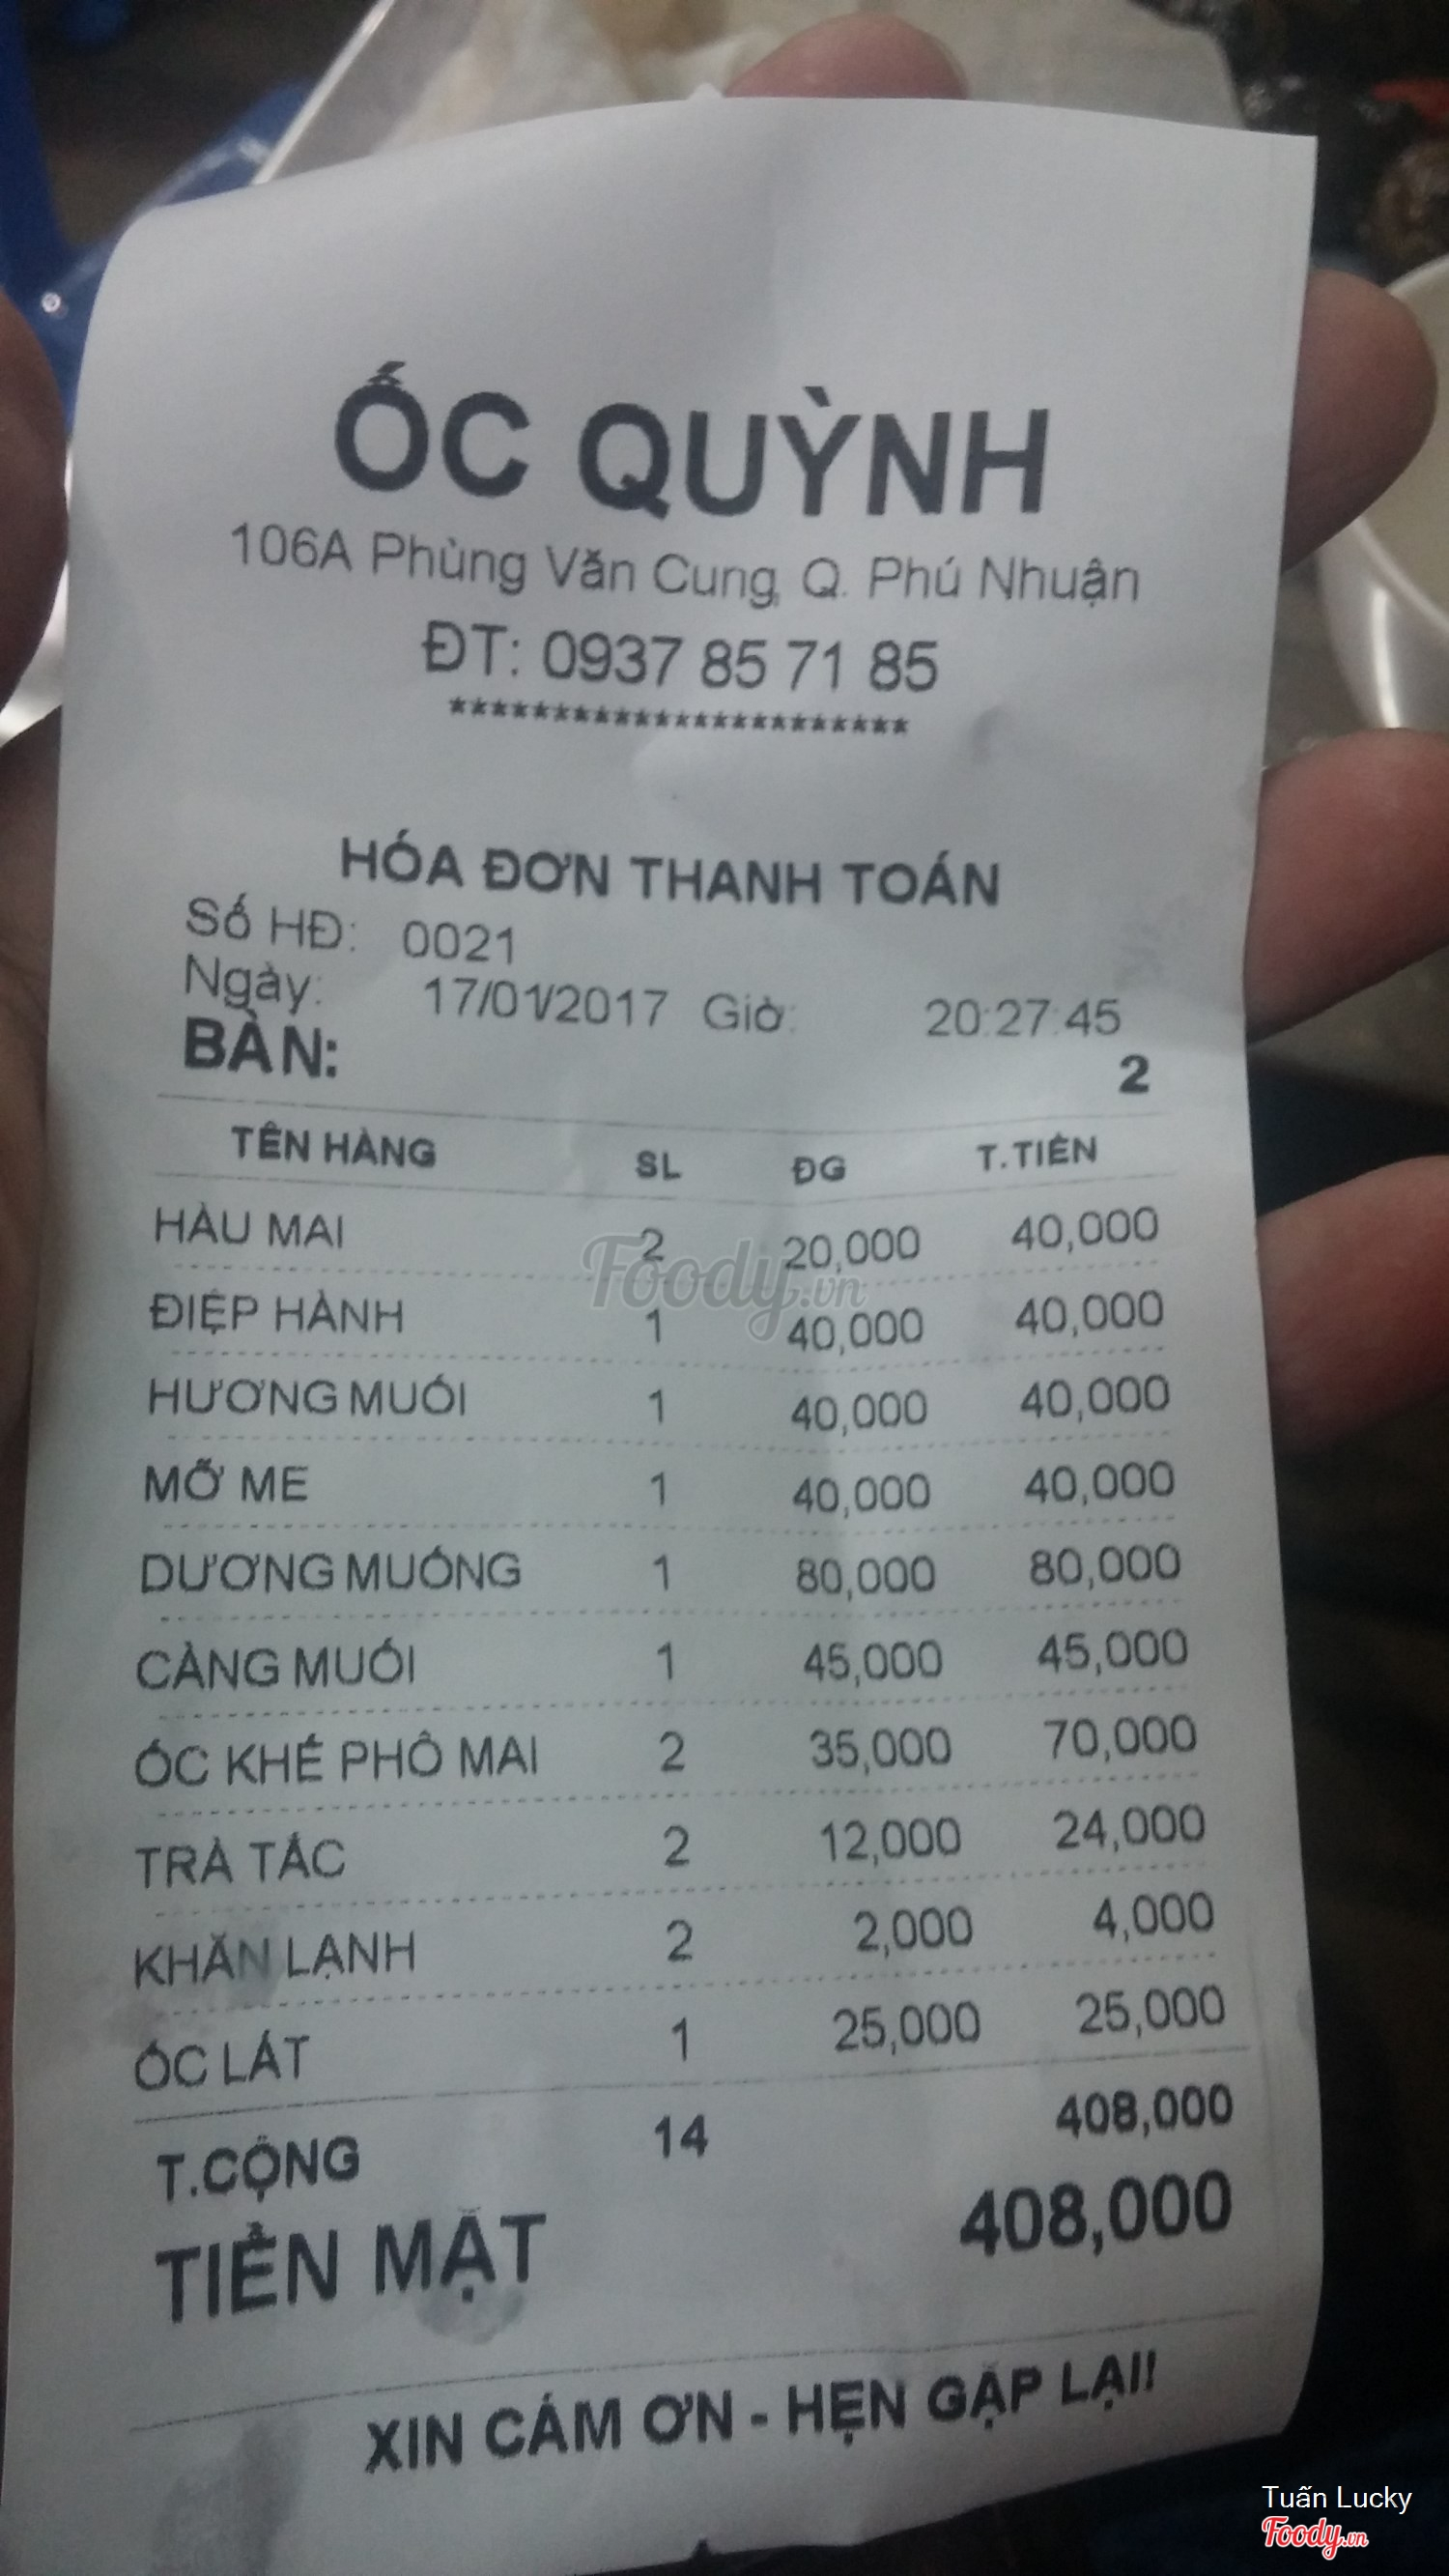 ỐC QUỲNH
106A Phùng Văn Cung, Q. Phú Nhuận
ĐT: 0937 85 71 85
***********************
HÓA ĐƠN THANH TOÁN
Số HĐ: 0021
Ngày: 17/01/2017 Giờ: 20:27:45
BÀN: 2
TÊN HÀNG SL ĐG T.TIỀN
HÀU MAI 2 20,000 40,000
ĐIỆP HÀNH 1 40,000 40,000
HƯƠNG MUỐI 1 40,000 40,000
MỠ ME 1 40,000 40,000
DƯƠNG MUỐNG 1 80,000 80,000
CÀNG MUỐI 1 45,000 45,000
ỐC KHẾ PHÔ MAI 2 35,000 70,000
TRÀ TẮC 2 12,000 24,000
KHĂN LẠNH 2 2,000 4,000
ỐC LÁT 1 25,000 25,000
T.CỘNG 14 408,000
TIỀN MẶT 408,000
XIN CÁM ƠN - HẸN GẶP LẠI!
Foody.vn
Tuấn Lucky
Foody.vn